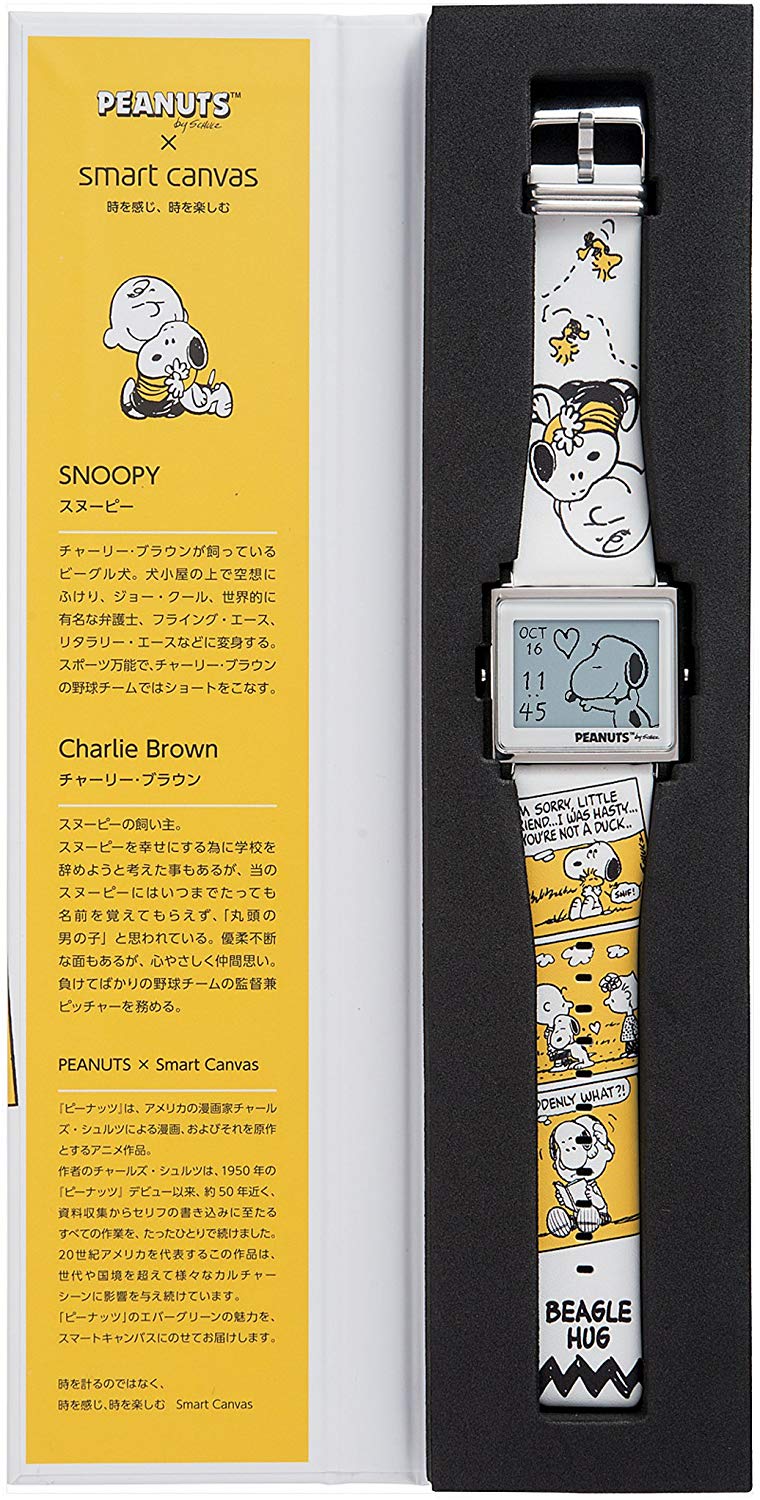 PEANUTS™
by SCHULZ
×
smart canvas
時を感じ、時を楽しむ
SNOOPY
スヌーピー
チャーリー・ブラウンが飼っている
ビーグル犬。犬小屋の上で空想に
ふけり、ジョー・クール、世界的に
有名な弁護士、フライング・エース、
リタラリー・エースなどに変身する。
スポーツ万能で、チャーリー・ブラウン
の野球チームではショートをこなす。
Charlie Brown
チャーリー・ブラウン
スヌーピーの飼い主。
スヌーピーを幸せにする為に学校を
辞めようと考えた事もあるが、当の
スヌーピーにはいつまでたっても
名前を覚えてもらえず、「丸頭の
男の子」と思われている。優柔不断
な面もあるが、心やさしく仲間思い。
負けてばかりの野球チームの監督兼
ピッチャーを務める。
PEANUTS × Smart Canvas
「ピーナッツ」は、アメリカの漫画家チャール
ズ・シュルツによる漫画、およびそれを原作
とするアニメ作品。
作者のチャールズ・シュルツは、1950年の
「ピーナッツ」デビュー以来、約50年近く、
資料収集からセリフの書き込みに至たる
すべての作業を、たったひとりで続けました。
20世紀アメリカを代表するこの作品は、
世代や国境を超えて様々なカルチャー
シーンに影響を与え続けています。
「ピーナッツ」のエバーグリーンの魅力を、
スマートキャンバスにのせてお届けします。
時を計るのではなく、
時を感じ、時を楽しむ Smart Canvas
OCT
16
11
45
PEANUTS™ by SCHULZ
M SORRY, LITTLE
RIEND...I WAS HASTY...
YOU'RE NOT A DUCK..
SNIF!
SCHULZ
DDENLY WHAT?!
BEAGLE
HUG